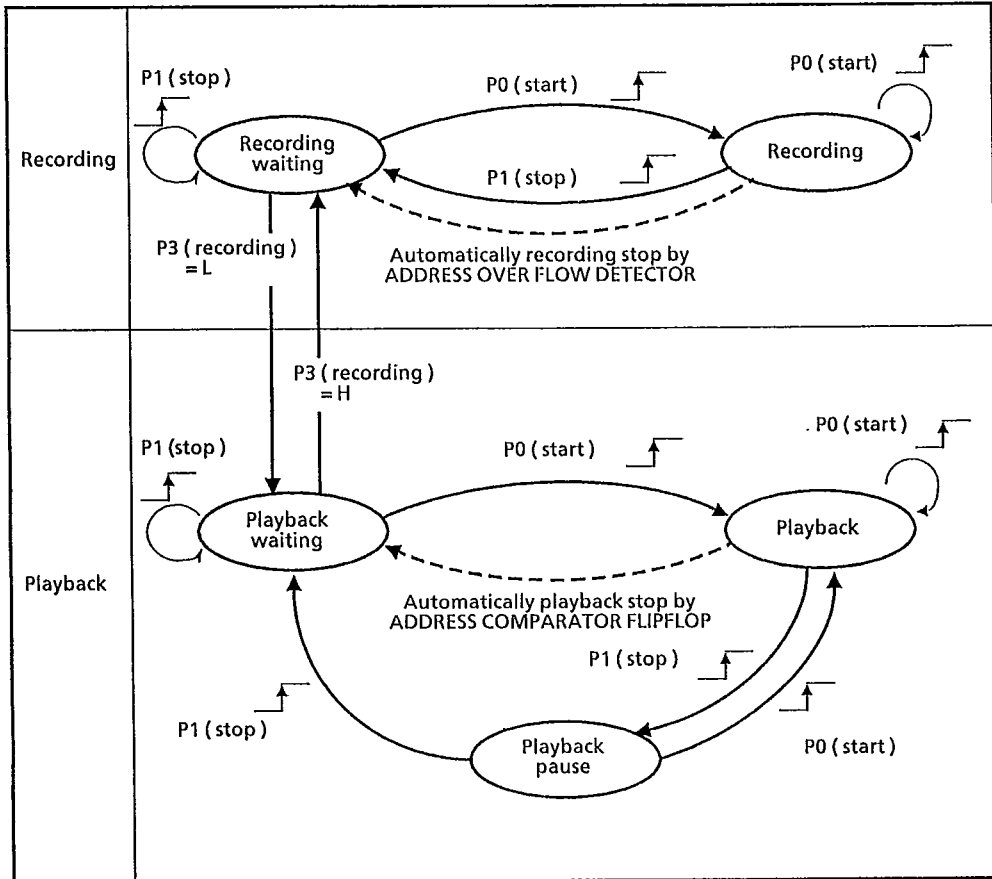 Recording
P1 ( stop )
P0 ( start )
P0 ( start)
Recording
waiting
Recording
P1 ( stop )
P3 ( recording )
= L
Automatically recording stop by
ADDRESS OVER FLOW DETECTOR
Playback
P3 ( recording )
= H
P1 (stop )
P0 ( start )
. P0 ( start )
Playback
waiting
Playback
Automatically playback stop by
ADDRESS COMPARATOR FLIPFLOP
P1 ( stop )
P1 ( stop )
P0 ( start )
Playback
pause